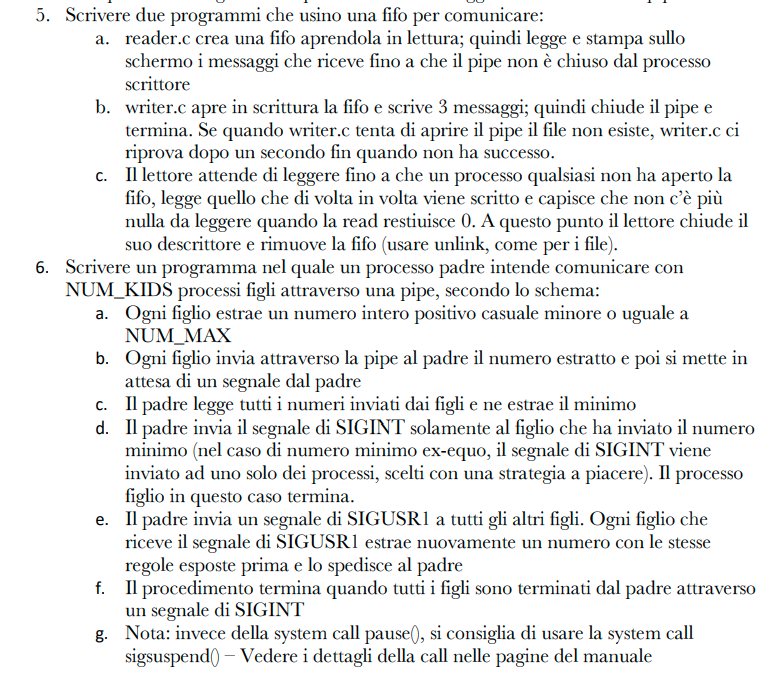 5. Scrivere due programmi che usino una fifo per comunicare:
a. reader.c crea una fifo aprendola in lettura; quindi legge e stampa sullo
schermo i messaggi che riceve fino a che il pipe non è chiuso dal processo
scrittore
b. writer.c apre in scrittura la fifo e scrive 3 messaggi; quindi chiude il pipe e
termina. Se quando writer.c tenta di aprire il pipe il file non esiste, writer.c ci
riprova dopo un secondo fin quando non ha successo.
c. Il lettore attende di leggere fino a che un processo qualsiasi non ha aperto la
fifo, legge quello che di volta in volta viene scritto e capisce che non c’è più
nulla da leggere quando la read restiuisce 0. A questo punto il lettore chiude il
suo descrittore e rimuove la fifo (usare unlink, come per i file).
6. Scrivere un programma nel quale un processo padre intende comunicare con
NUM_KIDS processi figli attraverso una pipe, secondo lo schema:
a. Ogni figlio estrae un numero intero positivo casuale minore o uguale a
NUM_MAX
b. Ogni figlio invia attraverso la pipe al padre il numero estratto e poi si mette in
attesa di un segnale dal padre
c. Il padre legge tutti i numeri inviati dai figli e ne estrae il minimo
d. Il padre invia il segnale di SIGINT solamente al figlio che ha inviato il numero
minimo (nel caso di numero minimo ex-equo, il segnale di SIGINT viene
inviato ad uno solo dei processi, scelti con una strategia a piacere). Il processo
figlio in questo caso termina.
e. Il padre invia un segnale di SIGUSR1 a tutti gli altri figli. Ogni figlio che
riceve il segnale di SIGUSR1 estrae nuovamente un numero con le stesse
regole esposte prima e lo spedisce al padre
f. Il procedimento termina quando tutti i figli sono terminati dal padre attraverso
un segnale di SIGINT
g. Nota: invece della system call pause(), si consiglia di usare la system call
sigsuspend() – Vedere i dettagli della call nelle pagine del manuale